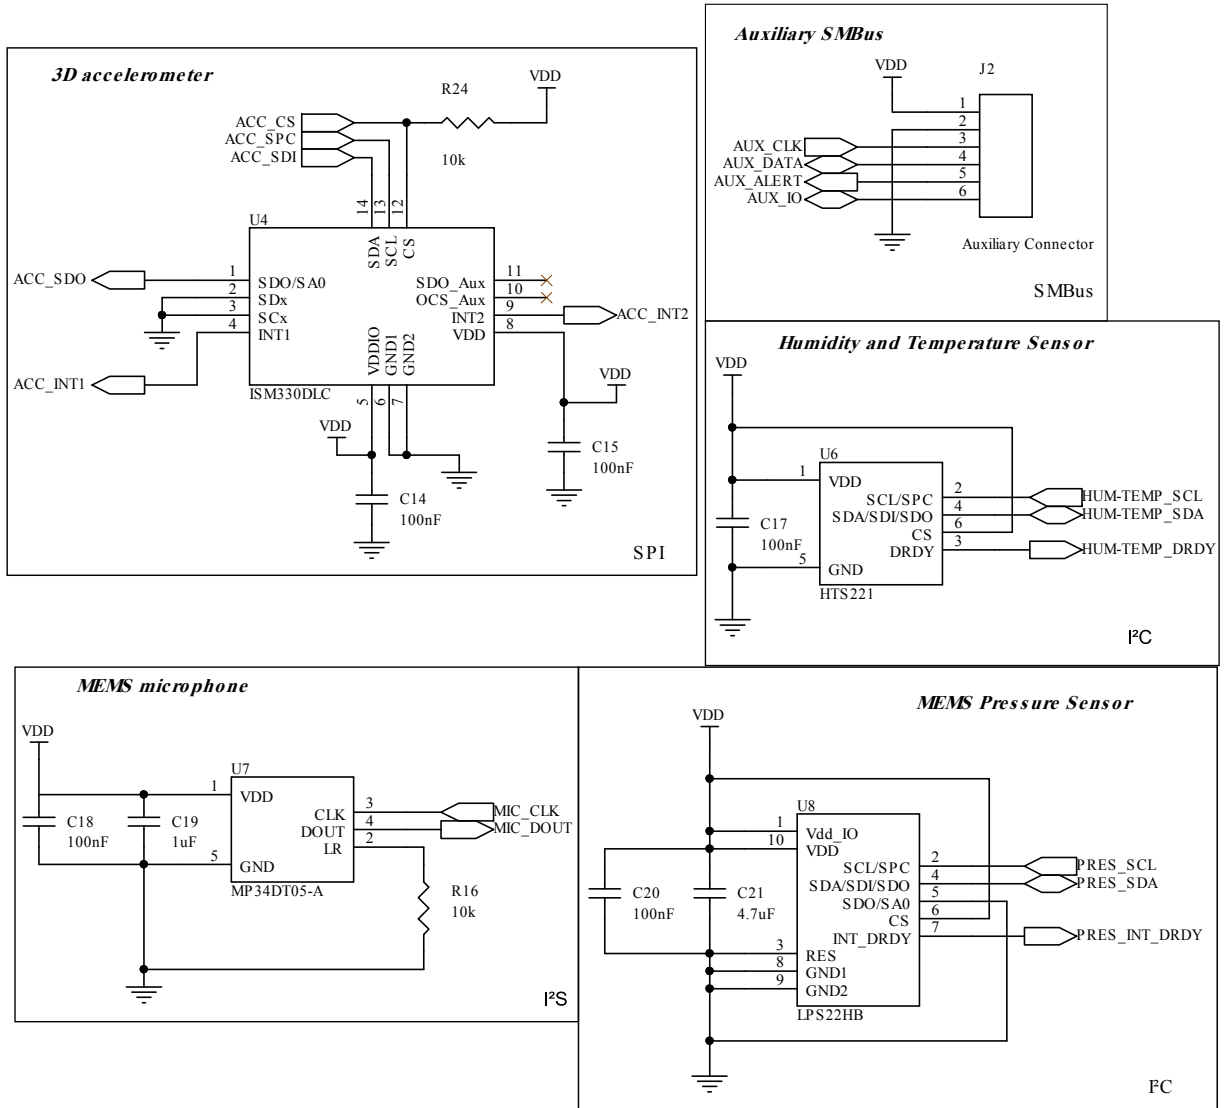 3D accelerometer
R24
VDD
ACC_CS
ACC_SPC
ACC_SDI
10k
14
13
12
U4
SDA
SCL
CS
ACC_SDO
1
SDO/SA0
2
SDx
3
SCx
4
INT1
SDO_Aux
11
OCS_Aux
10
INT2
9
ACC_INT2
VDD
8
ACC_INT1
VDDIO
GND1
GND2
ISM330DLC
5
6
7
VDD
VDD
C15
100nF
C14
100nF
SPI
Auxiliary SMBus
VDD
J2
1
2
AUX_CLK
3
AUX_DATA
4
AUX_ALERT
5
AUX_IO
6
Auxiliary Connector
SMBus
Humidity and Temperature Sensor
VDD
U6
1
VDD
SCL/SPC
2
HUM-TEMP_SCL
SDA/SDI/SDO
4
HUM-TEMP_SDA
CS
6
DRDY
3
HUM-TEMP_DRDY
C17
100nF
5
GND
HTS221
I²C
MEMS microphone
VDD
U7
1
VDD
CLK
3
MIC_CLK
DOUT
4
MIC_DOUT
LR
2
C18
100nF
C19
1uF
5
GND
MP34DT05-A
R16
10k
I²S
MEMS Pressure Sensor
VDD
U8
1
Vdd_IO
10
VDD
SCL/SPC
2
PRES_SCL
SDA/SDI/SDO
4
PRES_SDA
SDO/SA0
5
CS
6
INT_DRDY
7
PRES_INT_DRDY
C20
100nF
C21
4.7uF
3
RES
8
GND1
9
GND2
LPS22HB
I²C